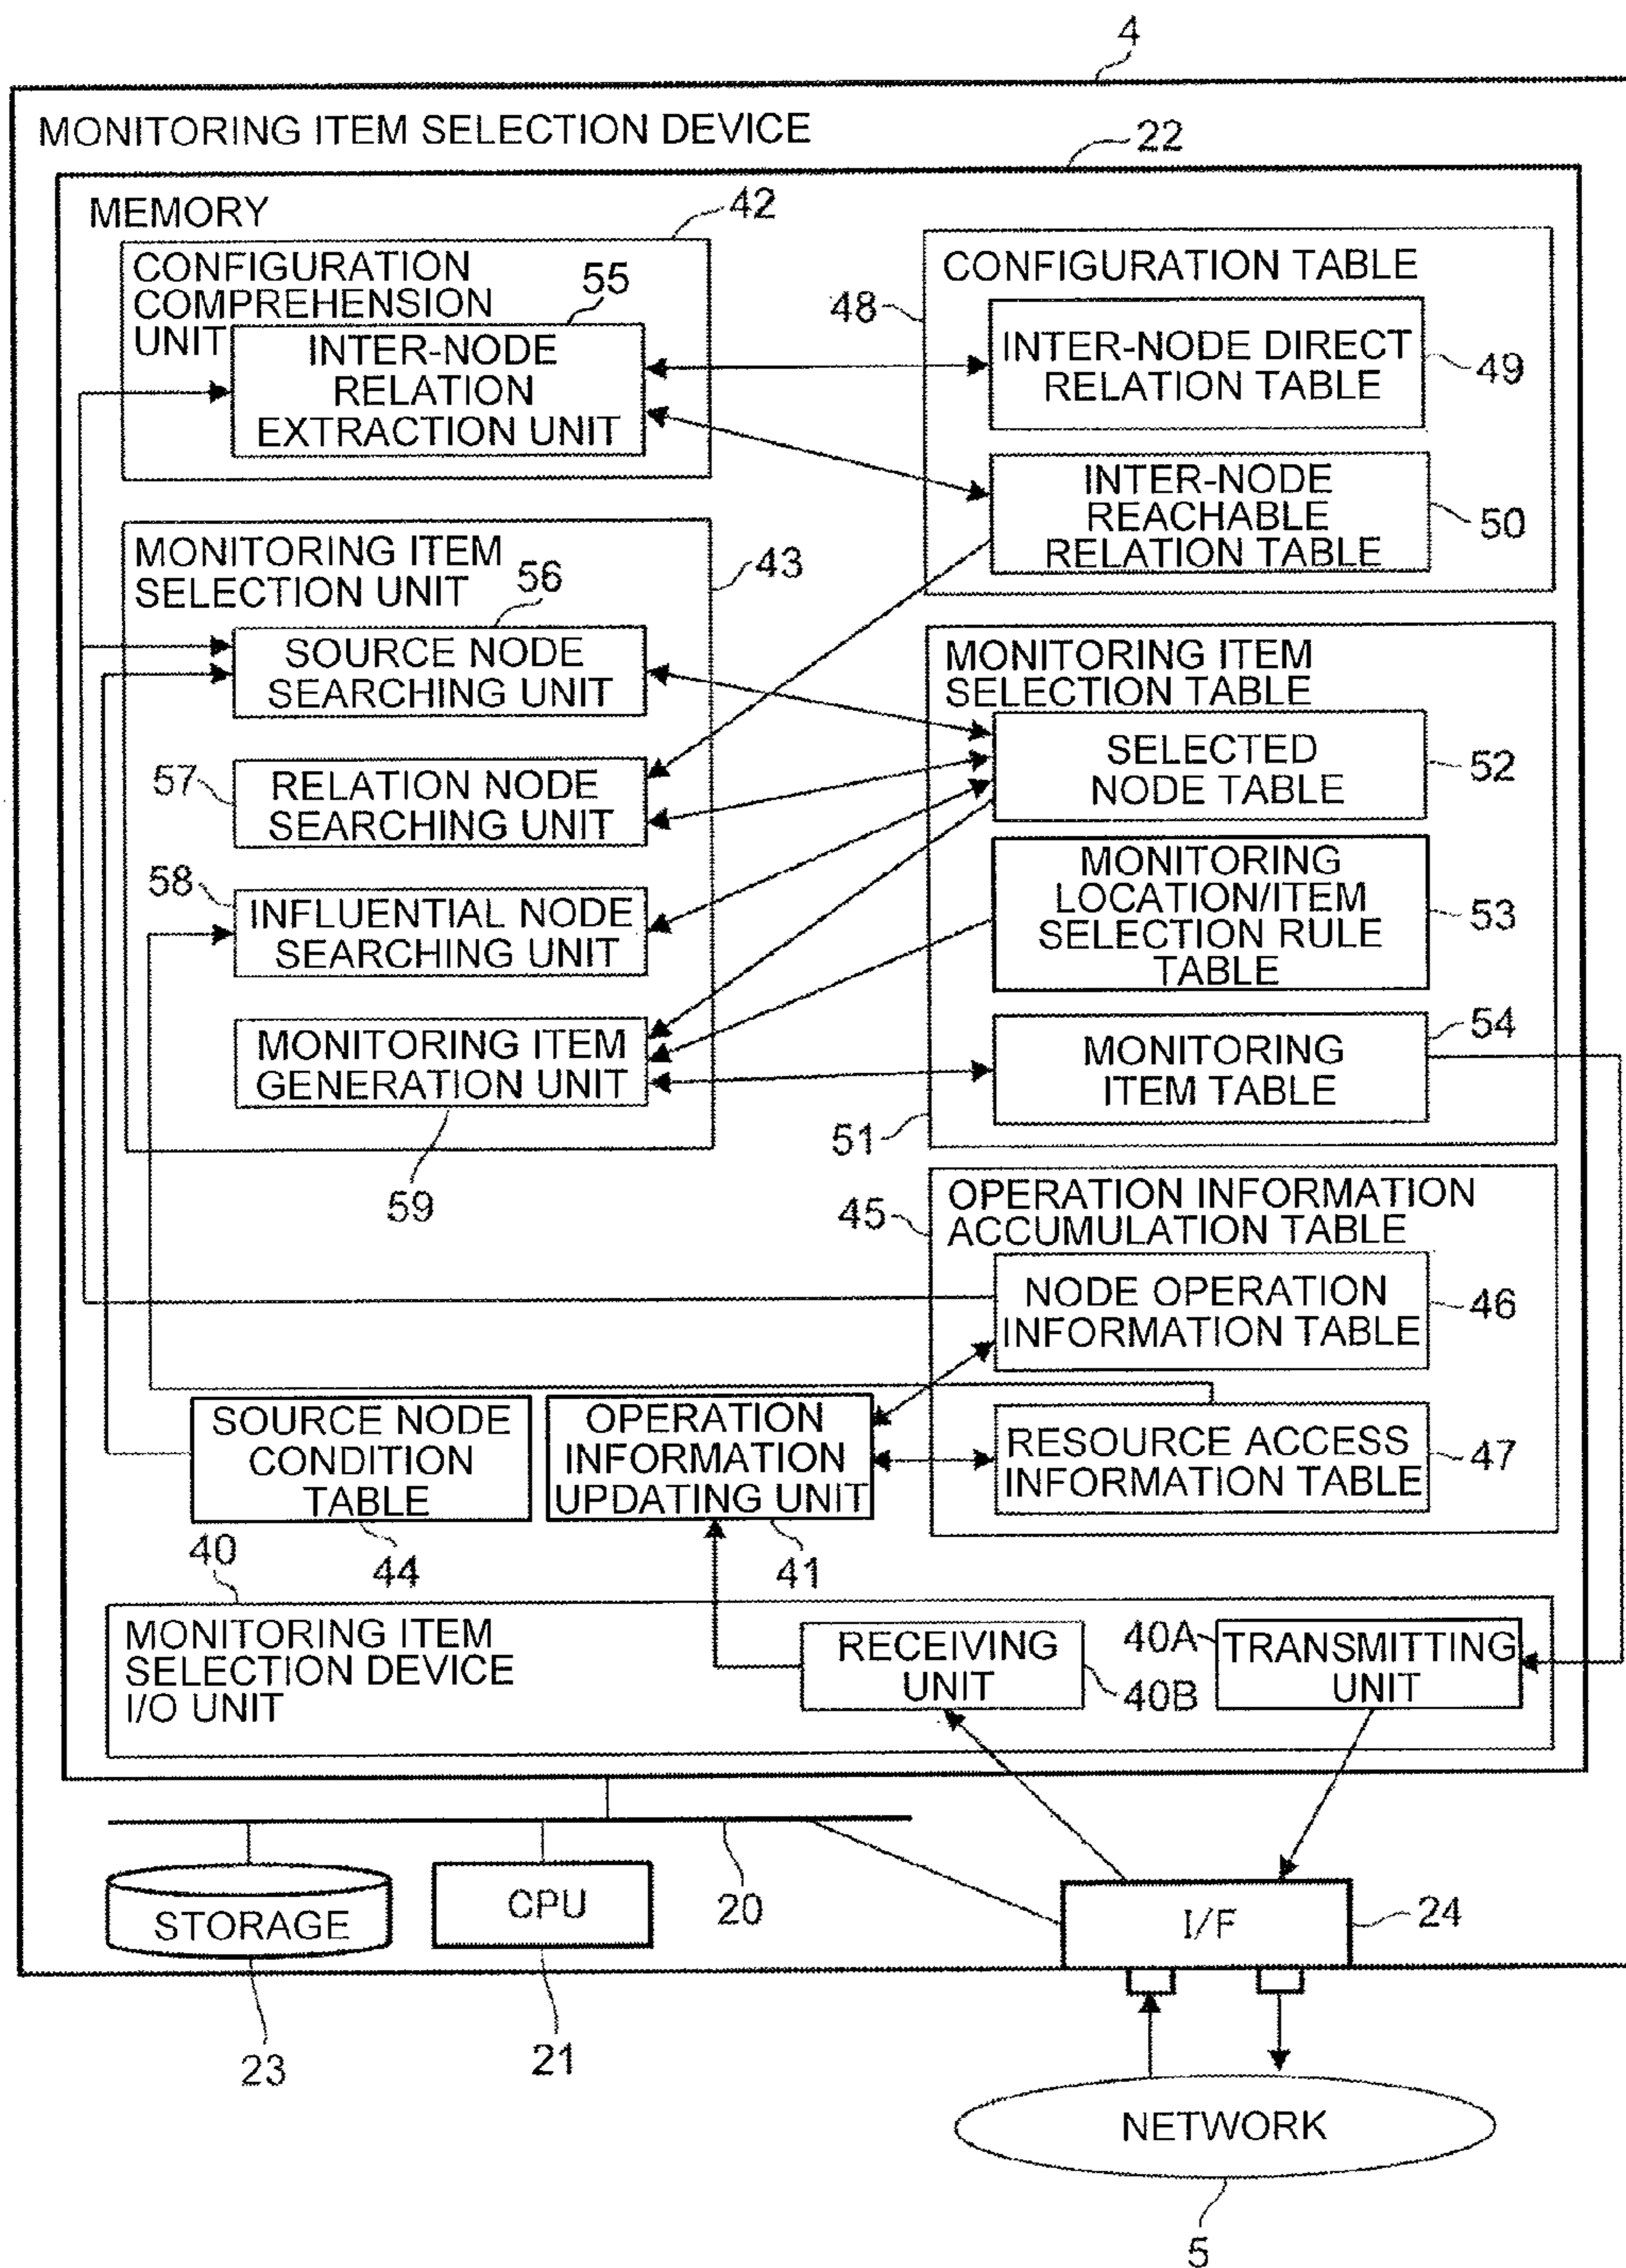 4
MONITORING ITEM SELECTION DEVICE
22
MEMORY
42
CONFIGURATION
COMPREHENSION
UNIT
55
INTER-NODE
RELATION
EXTRACTION UNIT
48
CONFIGURATION TABLE
INTER-NODE DIRECT
RELATION TABLE
49
INTER-NODE
REACHABLE
RELATION TABLE
50
MONITORING ITEM
SELECTION UNIT
43
56
SOURCE NODE
SEARCHING UNIT
57
RELATION NODE
SEARCHING UNIT
58
INFLUENTIAL NODE
SEARCHING UNIT
MONITORING ITEM
GENERATION UNIT
59
MONITORING ITEM
SELECTION TABLE
SELECTED
NODE TABLE
52
MONITORING
LOCATION/ITEM
SELECTION RULE
TABLE
53
54
MONITORING
ITEM TABLE
51
45
OPERATION INFORMATION
ACCUMULATION TABLE
NODE OPERATION
INFORMATION TABLE
46
RESOURCE ACCESS
INFORMATION TABLE
47
SOURCE NODE
CONDITION
TABLE
44
OPERATION
INFORMATION
UPDATING UNIT
41
40
MONITORING ITEM
SELECTION DEVICE
I/O UNIT
RECEIVING
UNIT
40B
40A
TRANSMITTING
UNIT
STORAGE
23
CPU
21
20
I/F
24
NETWORK
5